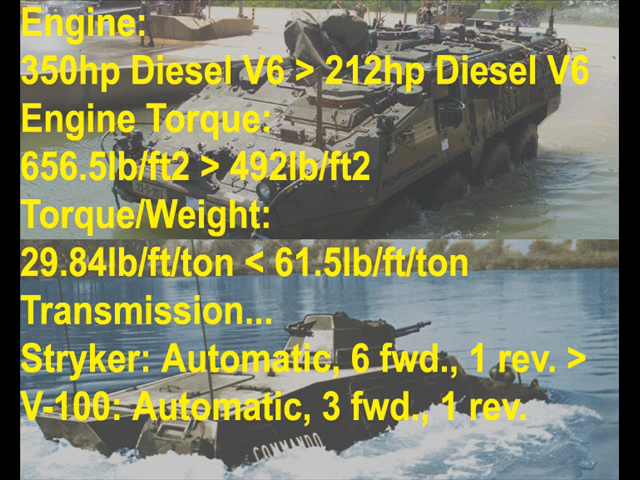 Engine:
350hp Diesel V6 > 212hp Diesel V6
Engine Torque:
656.5lb/ft2 > 492lb/ft2
Torque/Weight:
29.84lb/ft/ton < 61.5lb/ft/ton
Transmission...
Stryker: Automatic, 6 fwd., 1 rev. >
V-100: Automatic, 3 fwd., 1 rev.
COMMANDO